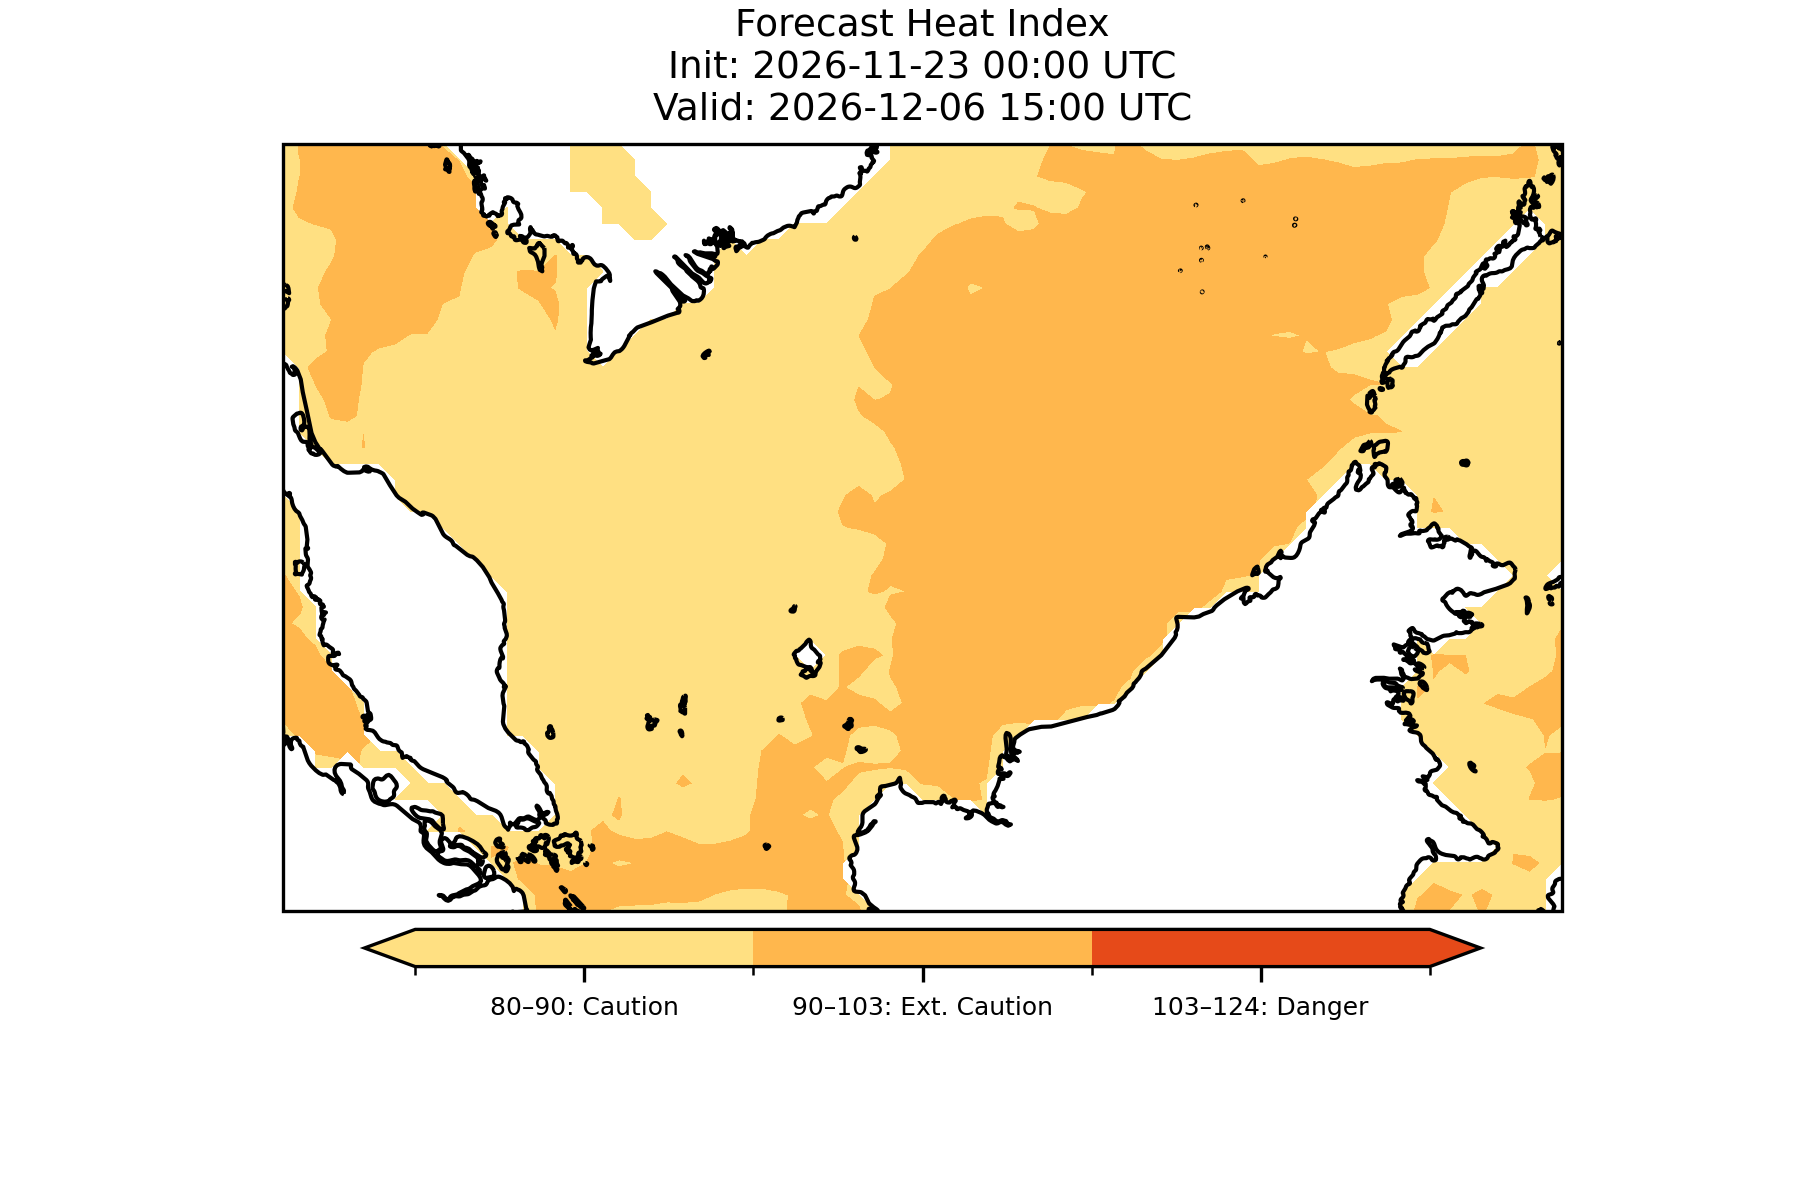 Forecast Heat Index
Init: 2026-11-23 00:00 UTC
Valid: 2026-12-06 15:00 UTC
80–90: Caution
90–103: Ext. Caution
103–124: Danger